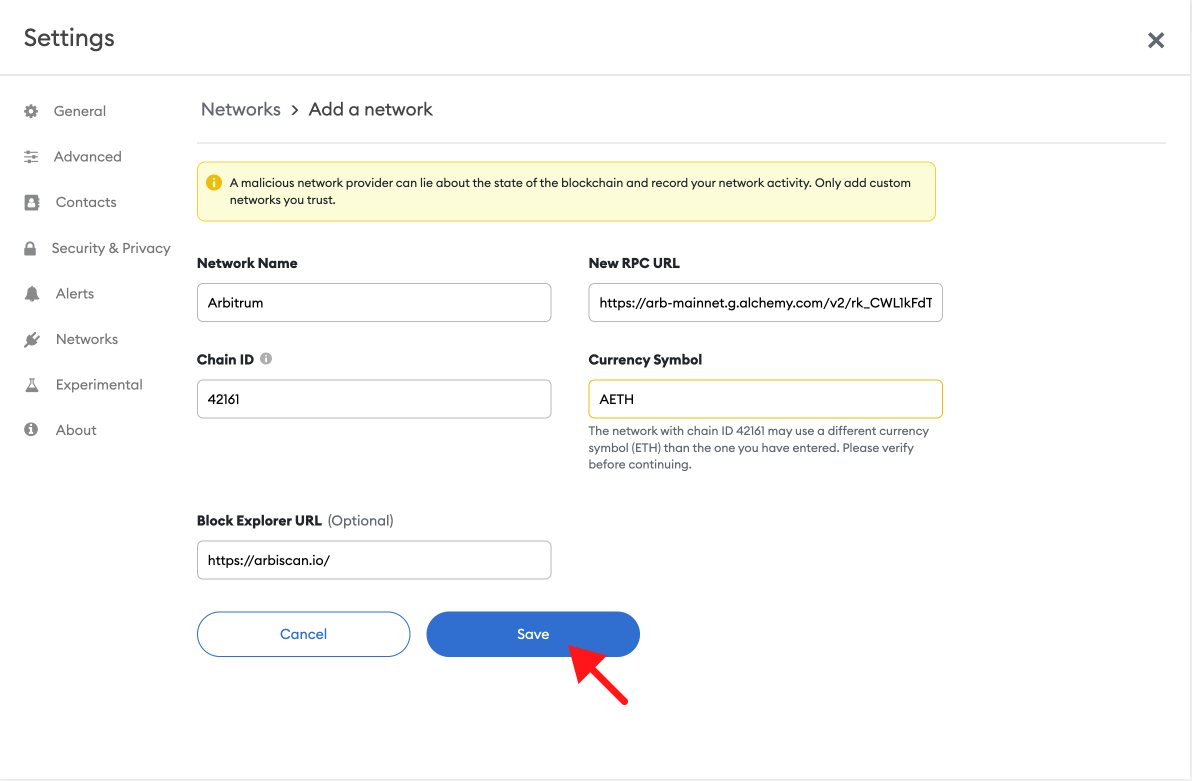 Settings
General
Advanced
Contacts
Security & Privacy
Alerts
Networks
Experimental
About
Networks > Add a network
A malicious network provider can lie about the state of the blockchain and record your network activity. Only add custom
networks you trust.
Network Name
Arbitrum
New RPC URL
https://arb-mainnet.g.alchemy.com/v2/rk_CWL1kFdT
Chain ID
42161
Currency Symbol
AETH
The network with chain ID 42161 may use a different currency
symbol (ETH) than the one you have entered. Please verify
before continuing.
Block Explorer URL (Optional)
https://arbiscan.io/
Cancel
Save